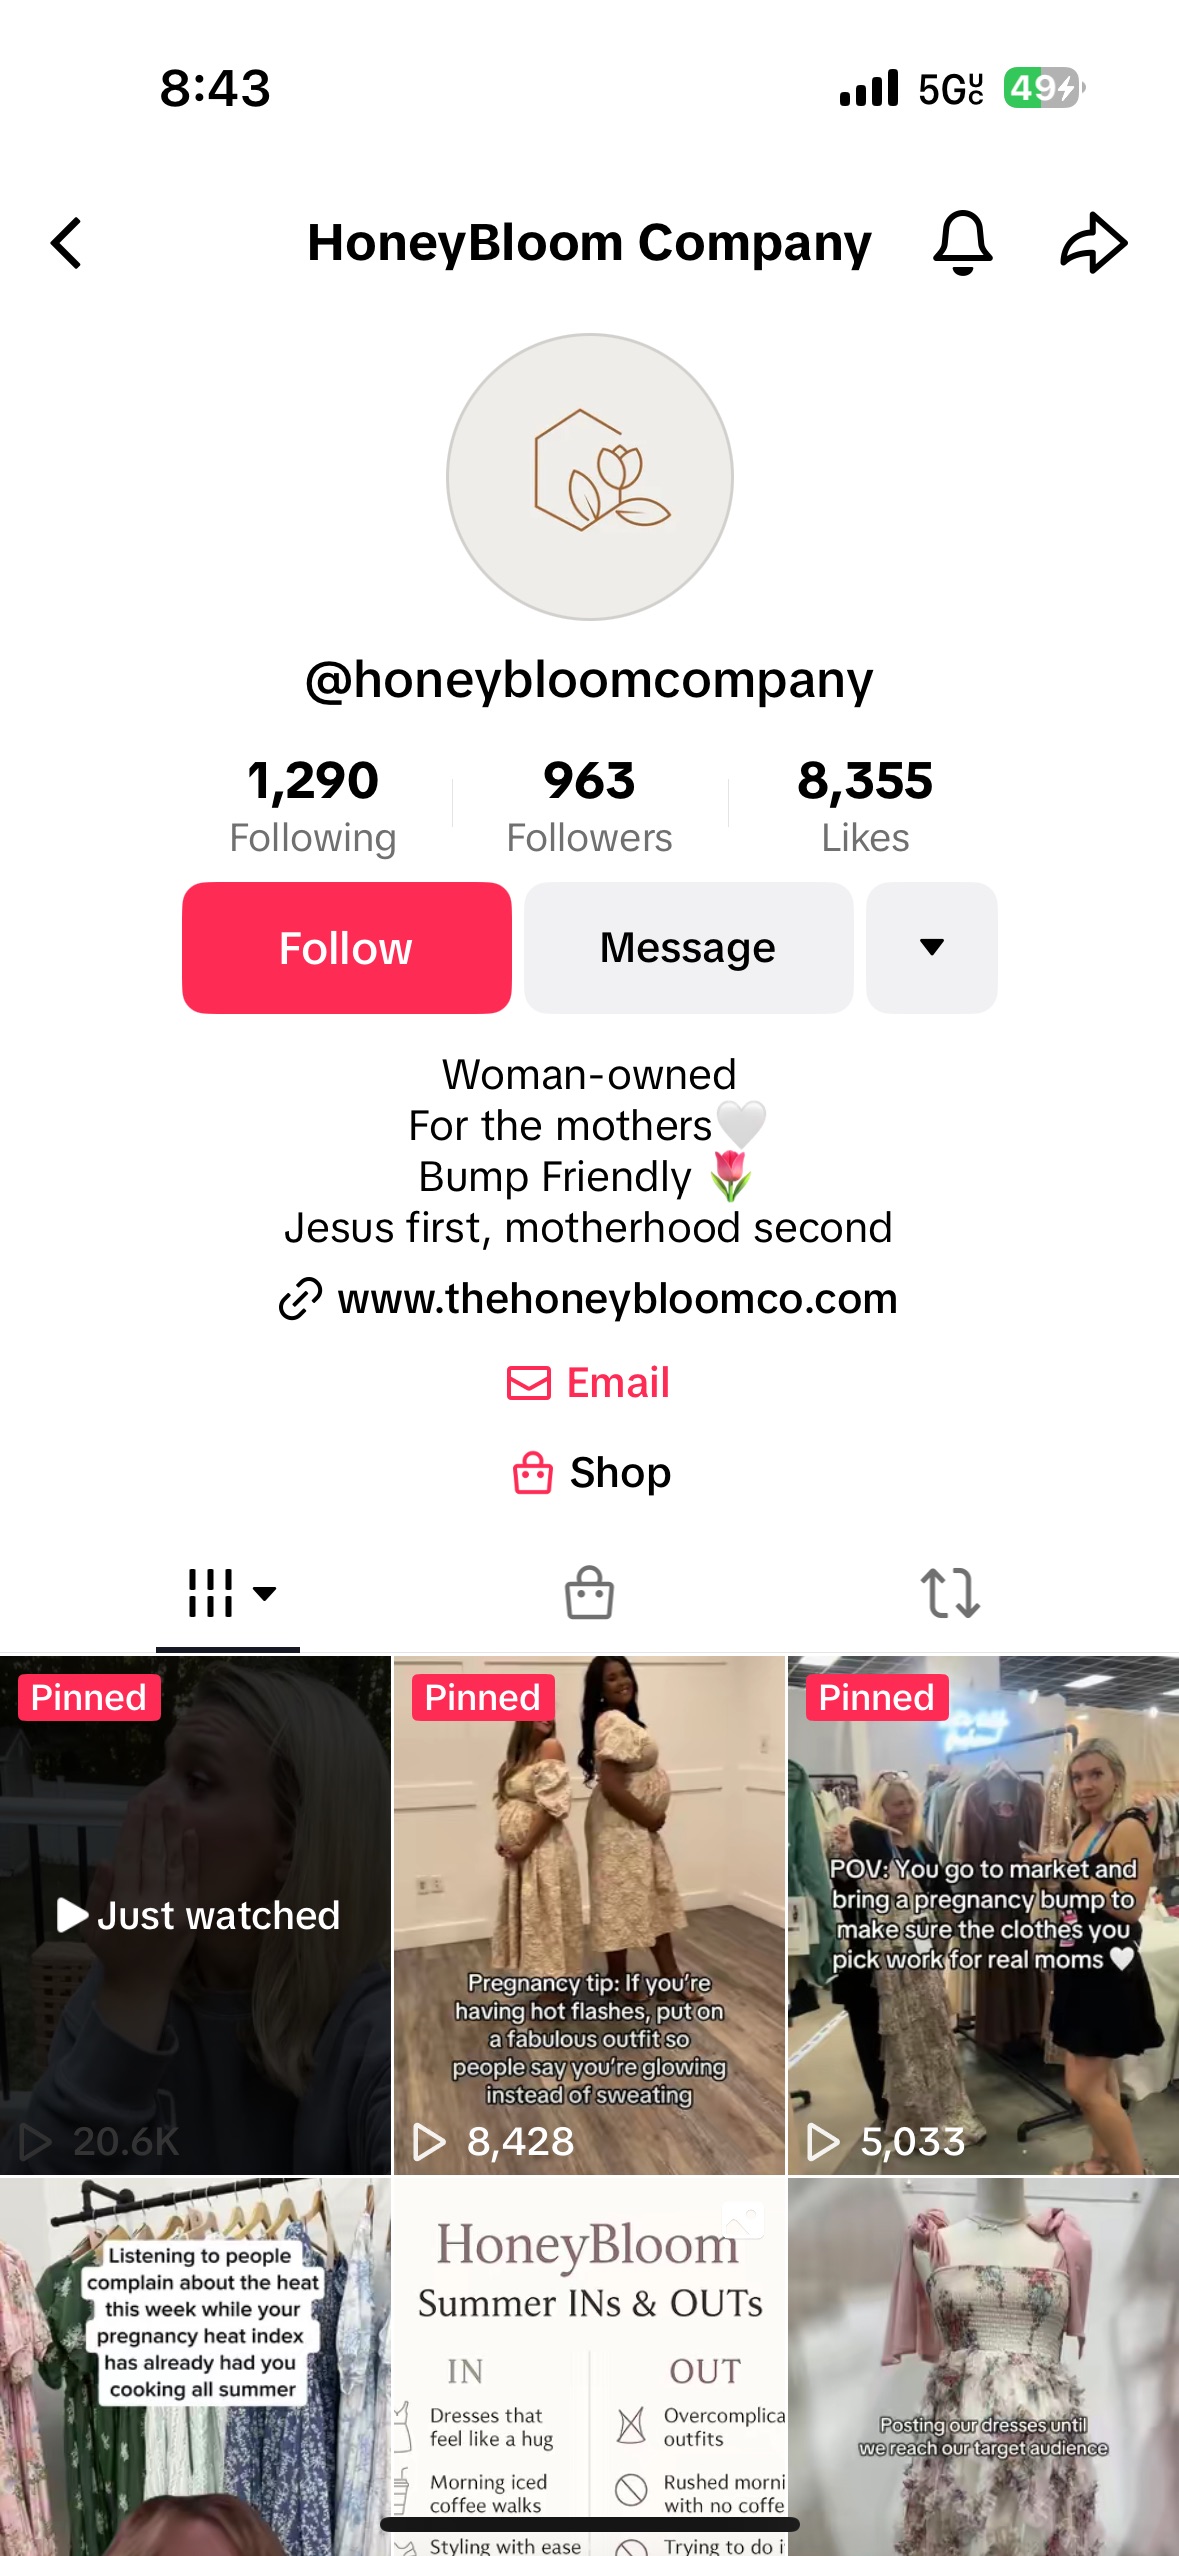 8:43
5GUC
49
HoneyBloom Company
@honeybloomcompany
1,290
Following
963
Followers
8,355
Likes
Follow
Message
Woman-owned
For the mothers🤍
Bump Friendly 🌷
Jesus first, motherhood second
www.thehoneybloomco.com
Email
Shop
Pinned
Just watched
20.6K
Pinned
Pregnancy tip: If you're
having hot flashes, put on
a fabulous outfit so
people say you're glowing
instead of sweating
8,428
Pinned
POV: You go to market and
bring a pregnancy bump to
make sure the clothes you
pick work for real moms 🤍
5,033
Listening to people
complain about the heat
this week while your
pregnancy heat index
has already had you
cooking all summer
HoneyBloom
Summer INs & OUTs
IN
Dresses that
feel like a hug
Morning iced
coffee walks
Styling with ease
OUT
Overcomplica
outfits
Rushed morni
with no coffe
Trying to do i
Posting our dresses until
we reach our target audience